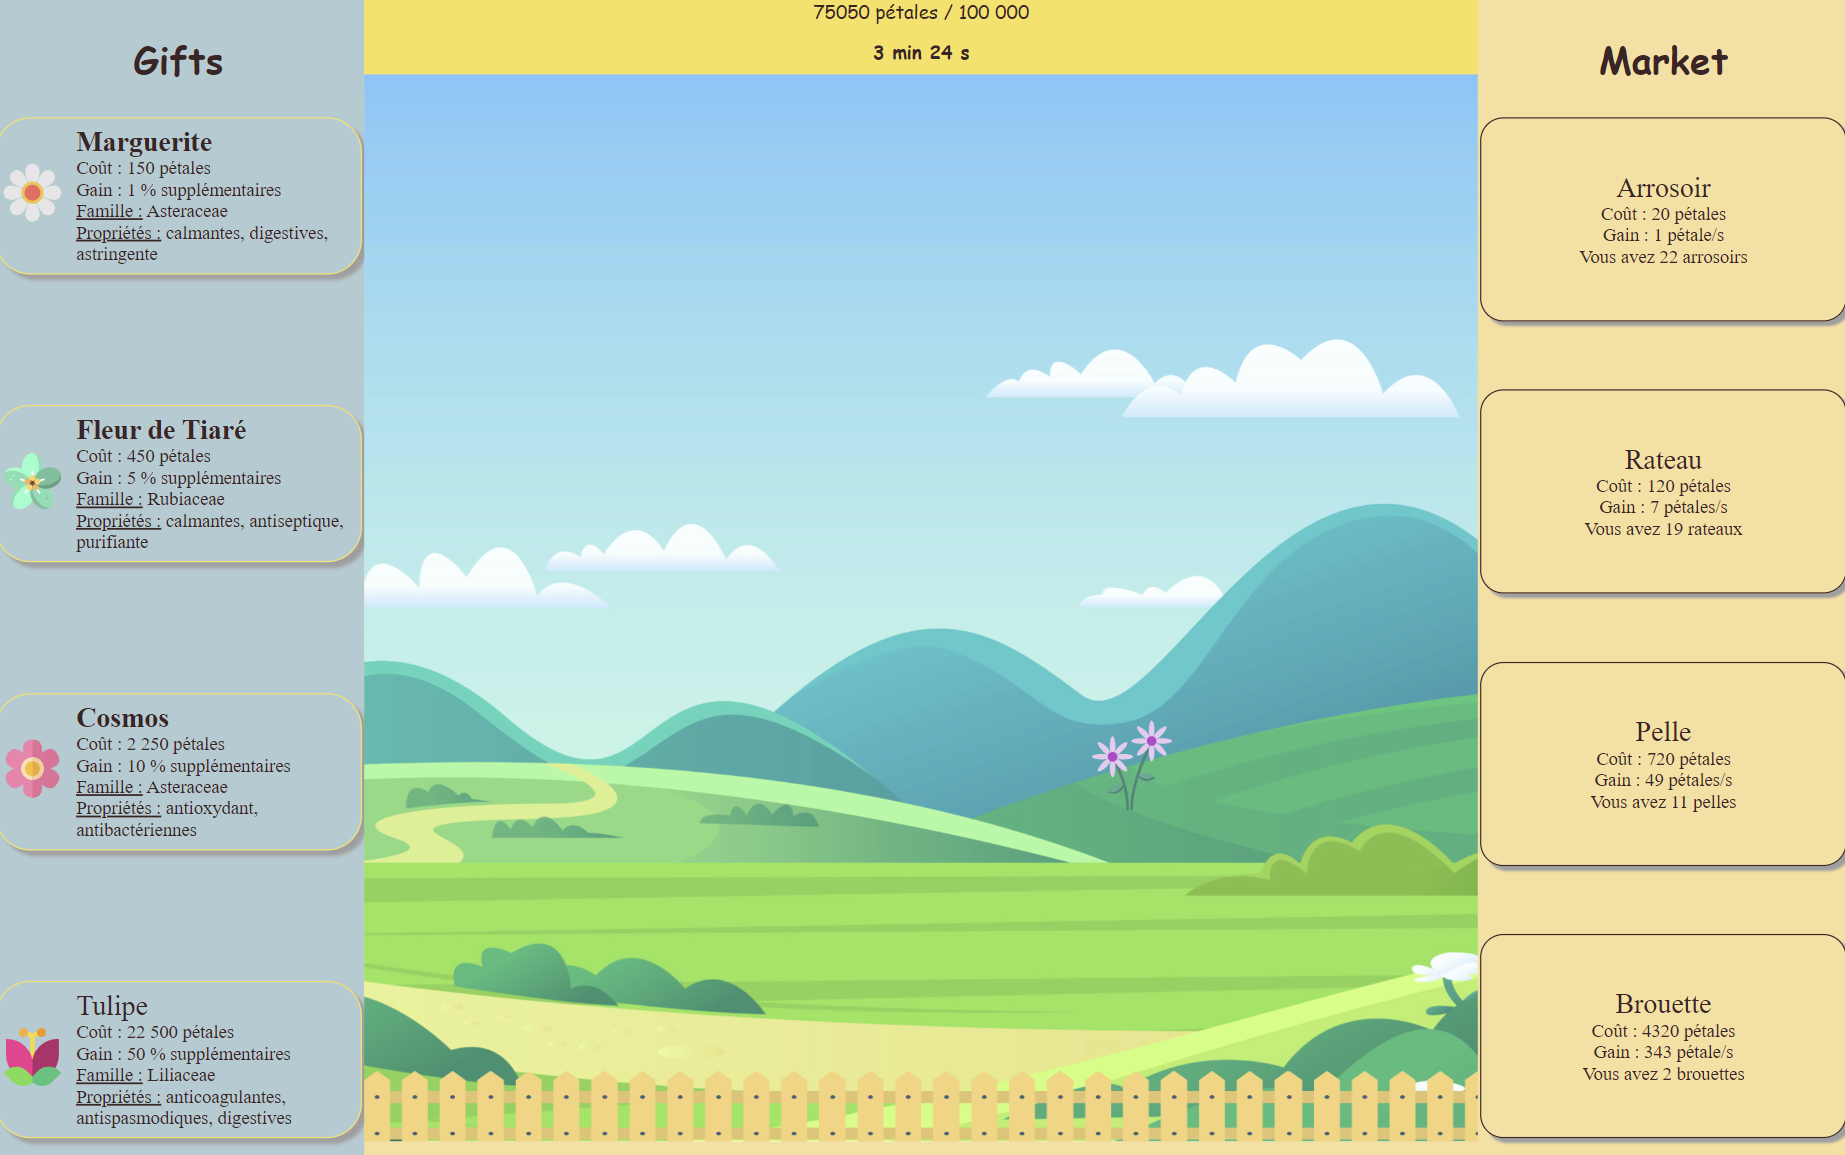 Gifts
Marguerite
Coût : 150 pétales
Gain : 1 % supplémentaires
Famille : Asteraceae
Propriétés : calmantes, digestives,
astringente
Fleur de Tiaré
Coût : 450 pétales
Gain : 5 % supplémentaires
Famille : Rubiaceae
Propriétés : calmantes, antiseptique,
purifiante
Cosmos
Coût : 2 250 pétales
Gain : 10 % supplémentaires
Famille : Asteraceae
Propriétés : antioxydant,
antibactériennes
Tulipe
Coût : 22 500 pétales
Gain : 50 % supplémentaires
Famille : Liliaceae
Propriétés : anticoagulantes,
antispasmodiques, digestives
75050 pétales / 100 000
3 min 24 s
Market
Arrosoir
Coût : 20 pétales
Gain : 1 pétale/s
Vous avez 22 arrosoirs
Rateau
Coût : 120 pétales
Gain : 7 pétales/s
Vous avez 19 rateaux
Pelle
Coût : 720 pétales
Gain : 49 pétales/s
Vous avez 11 pelles
Brouette
Coût : 4320 pétales
Gain : 343 pétale/s
Vous avez 2 brouettes